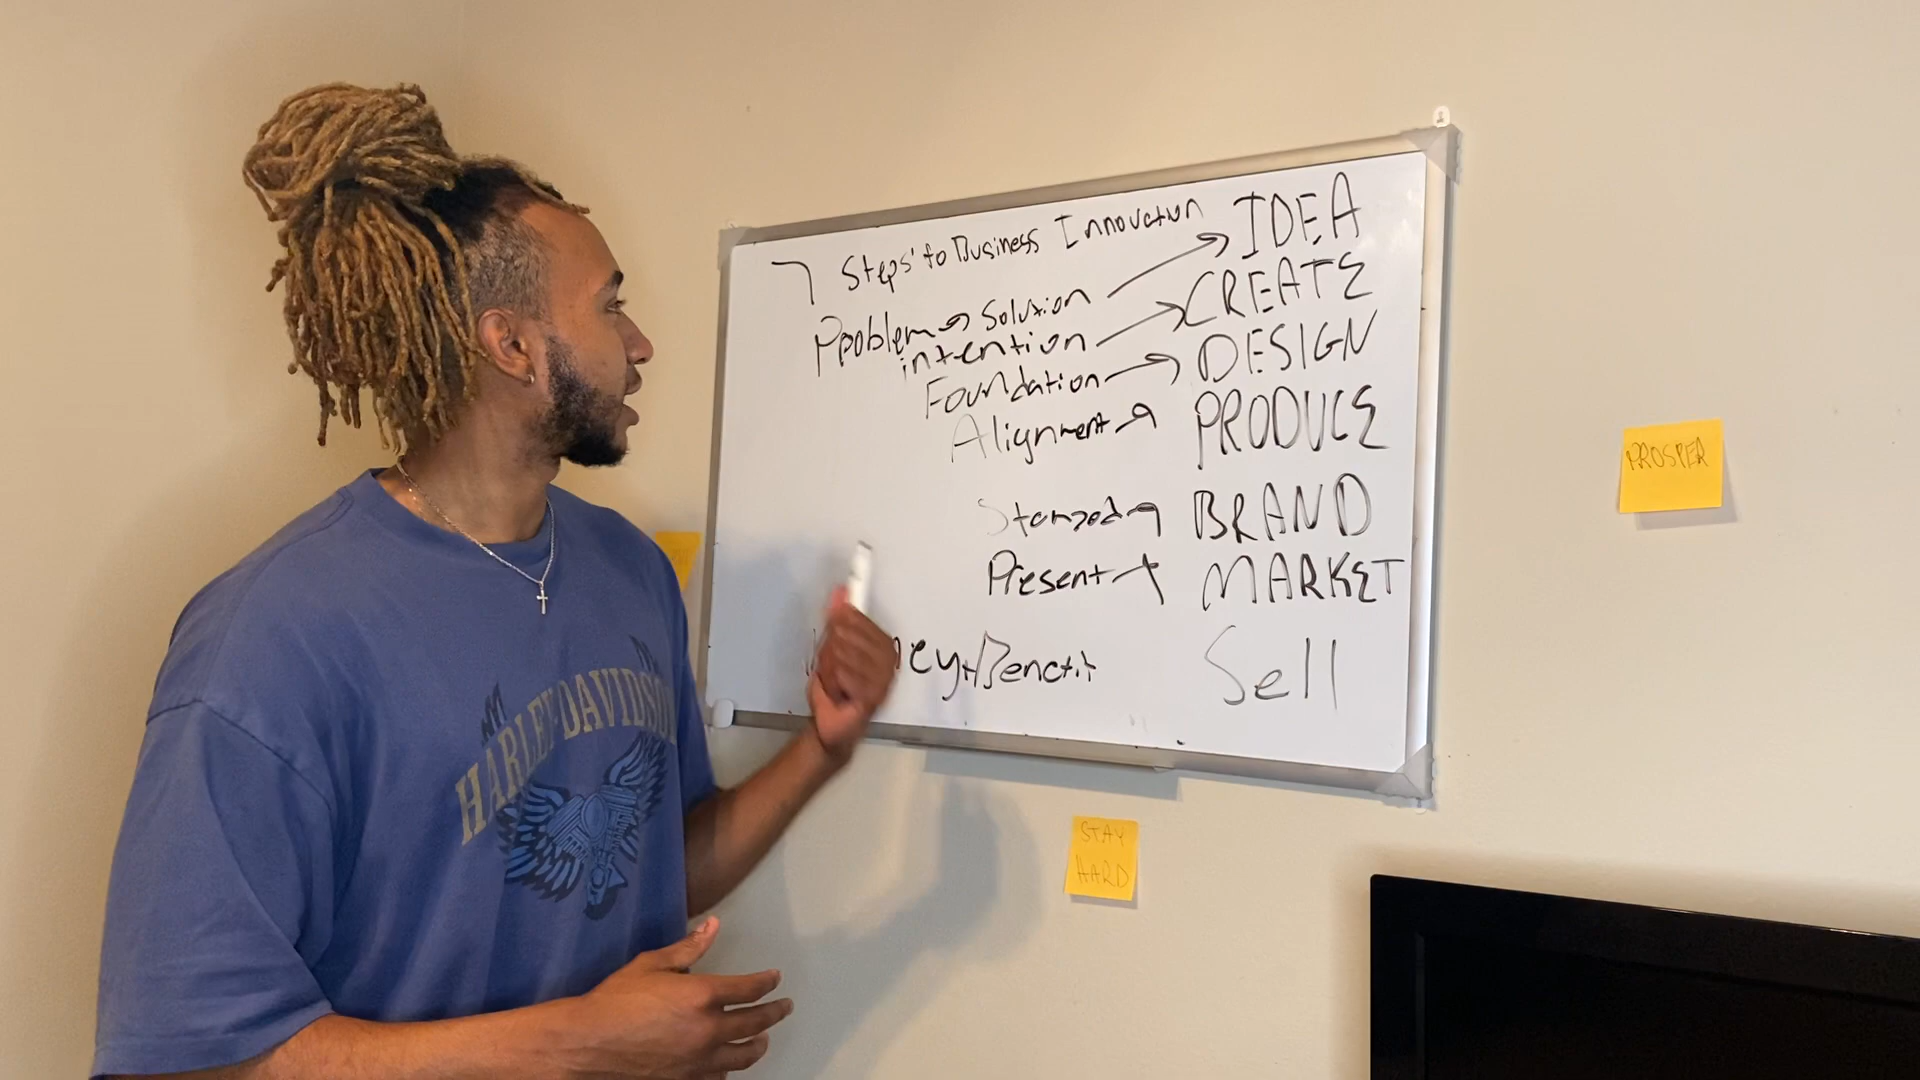 7 Steps to Business Innovation
Problem → Solution → IDEA
intention → CREATE
Foundation → DESIGN
Alignment → PRODUCE
→ BRAND
Present → MARKET
Sell
PROSPER
STAY
HARD
HARLEY-DAVIDSON